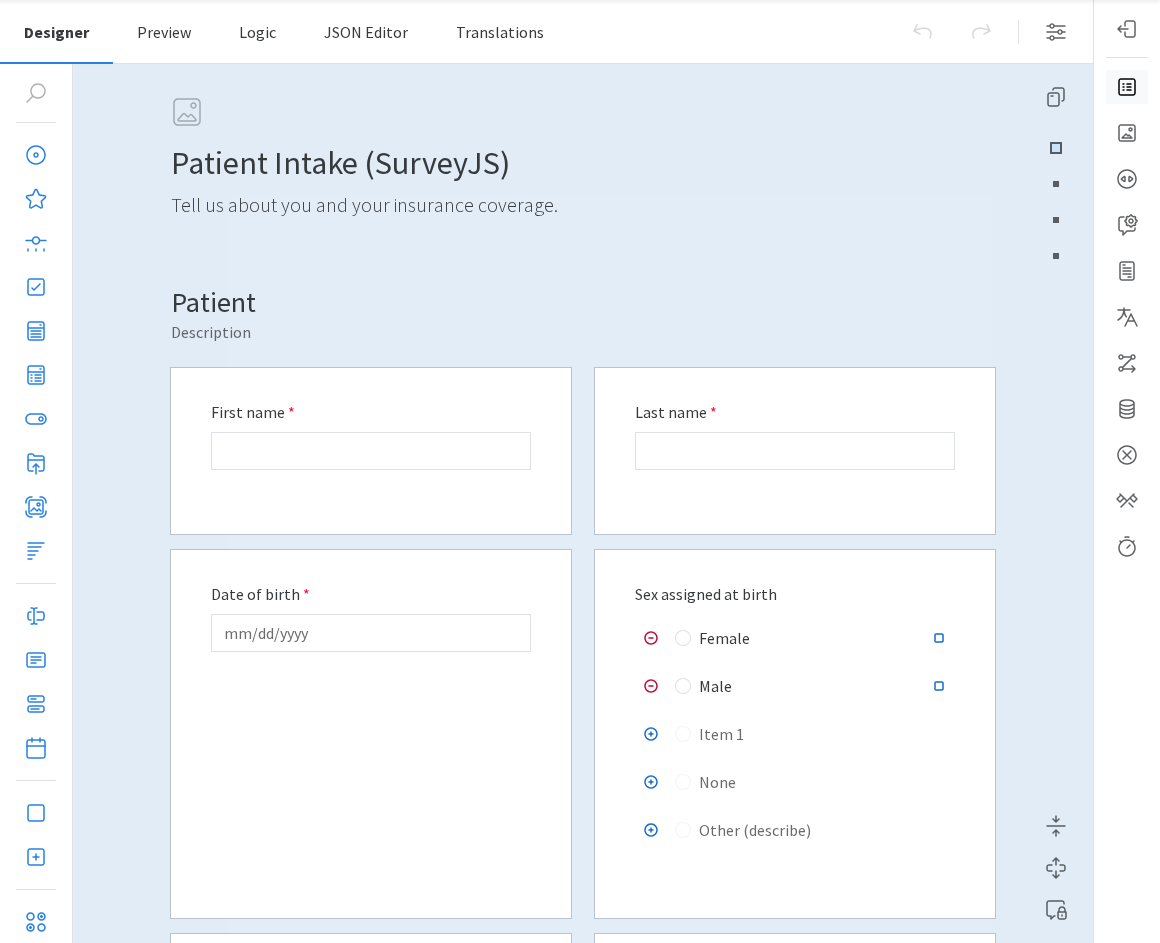 Designer Preview Logic JSON Editor Translations
Patient Intake (SurveyJS)
Tell us about you and your insurance coverage.
Patient
Description
First name *
Last name *
Date of birth *
mm/dd/yyyy
Sex assigned at birth
Female
Male
Item 1
None
Other (describe)